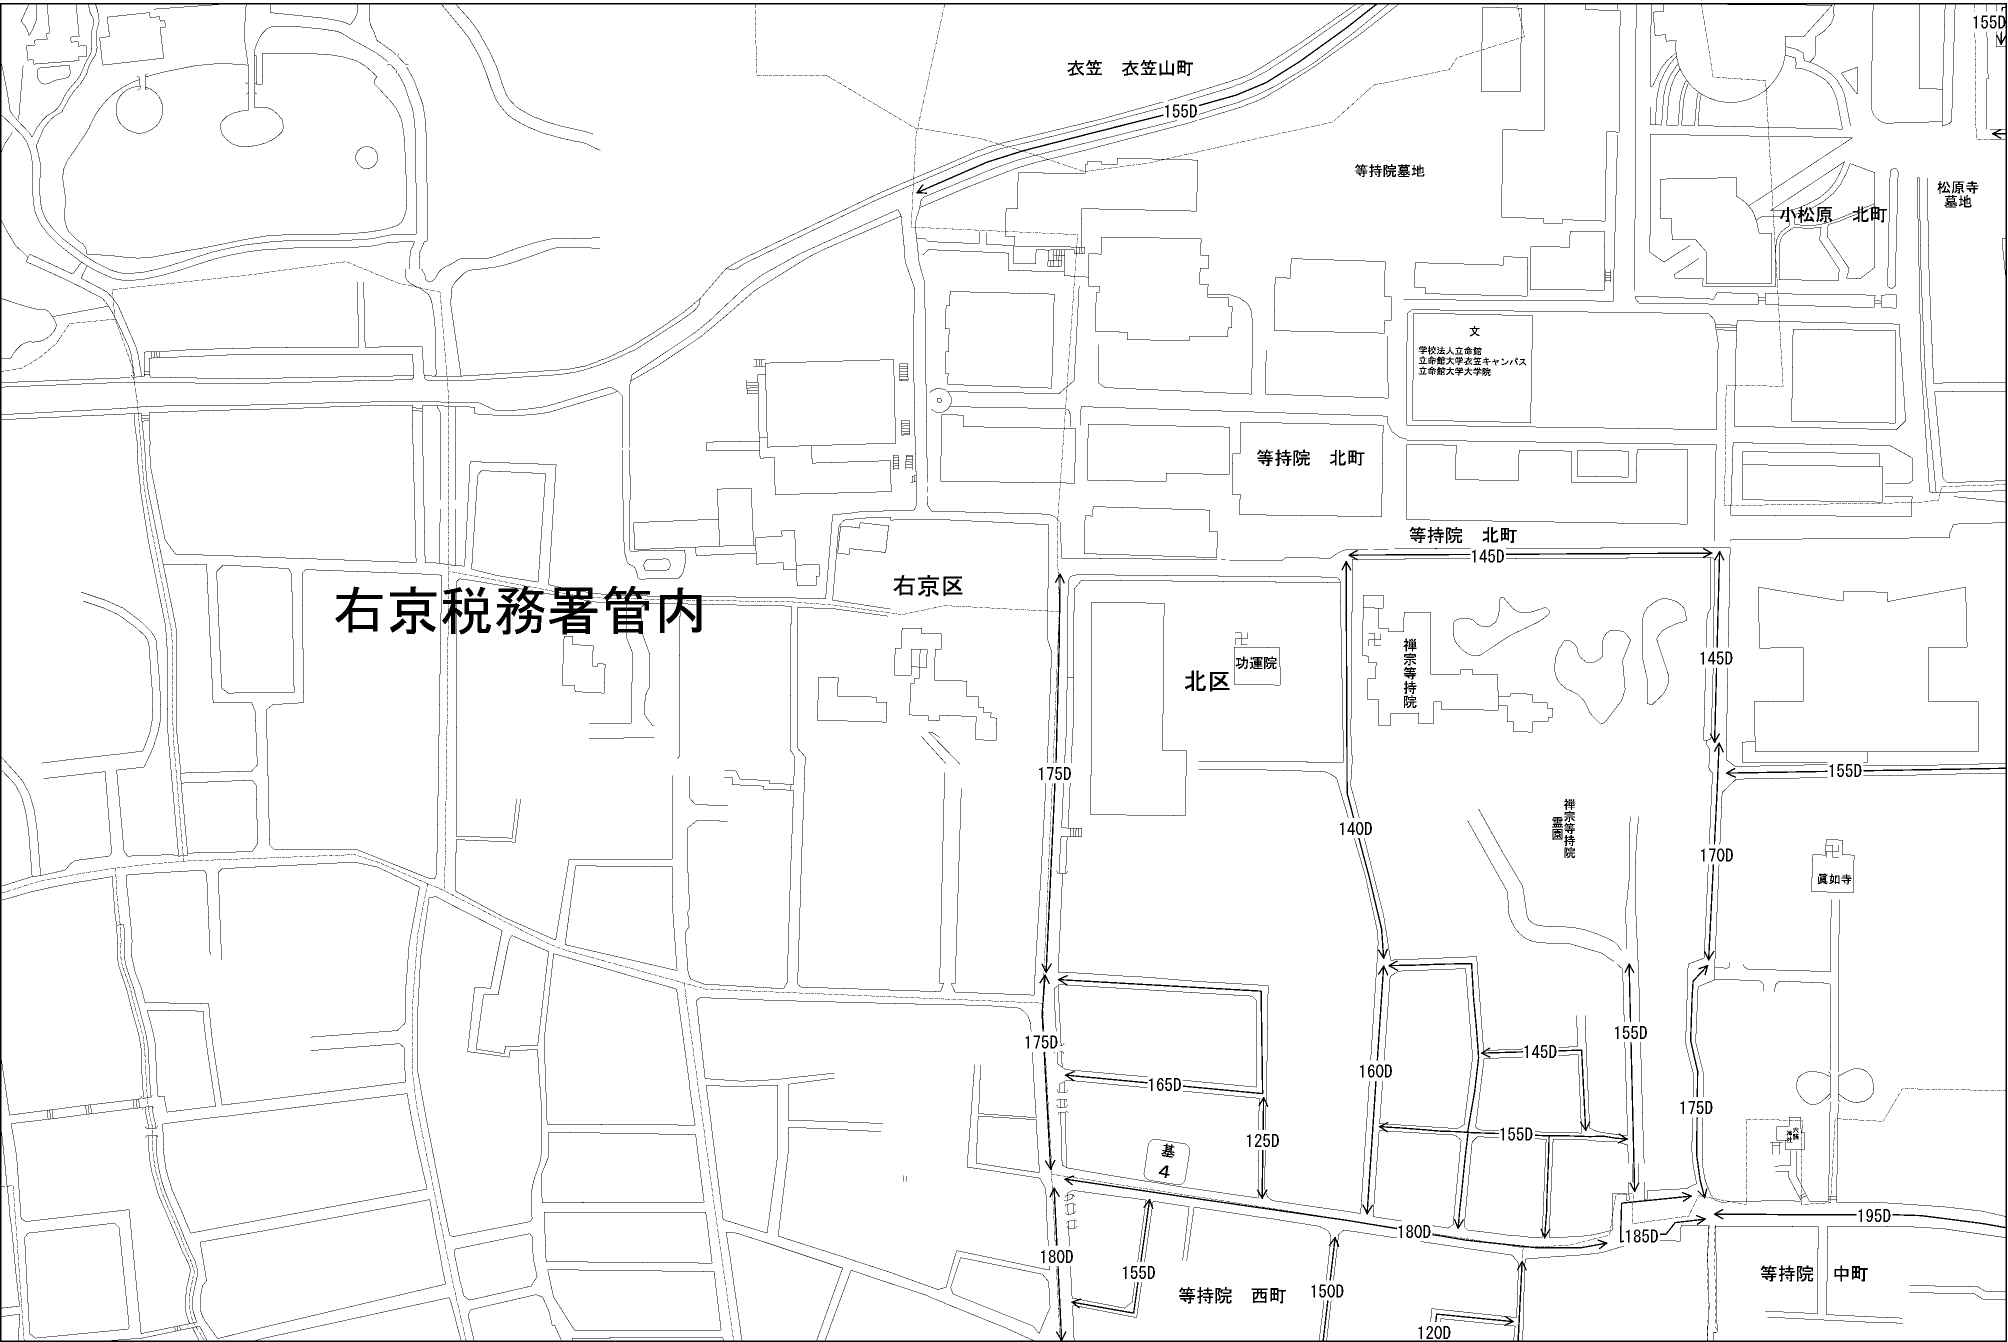 155D
衣笠　衣笠山町
155D
等持院墓地
松原寺
墓地
小松原　北町
文
学校法人立命館
立命館大学衣笠キャンパス
立命館大学大学院
等持院　北町
等持院　北町
145D
右京区
右京税務署管内
禅宗等持院
功運院
145D
北区
175D
155D
140D
禅宗等持院
霊園
170D
眞如寺
155D
175D
145D
160D
165D
175D
155D
125D
基
4
195D
180D
185D
180D
155D
等持院　中町
等持院　西町
150D
120D